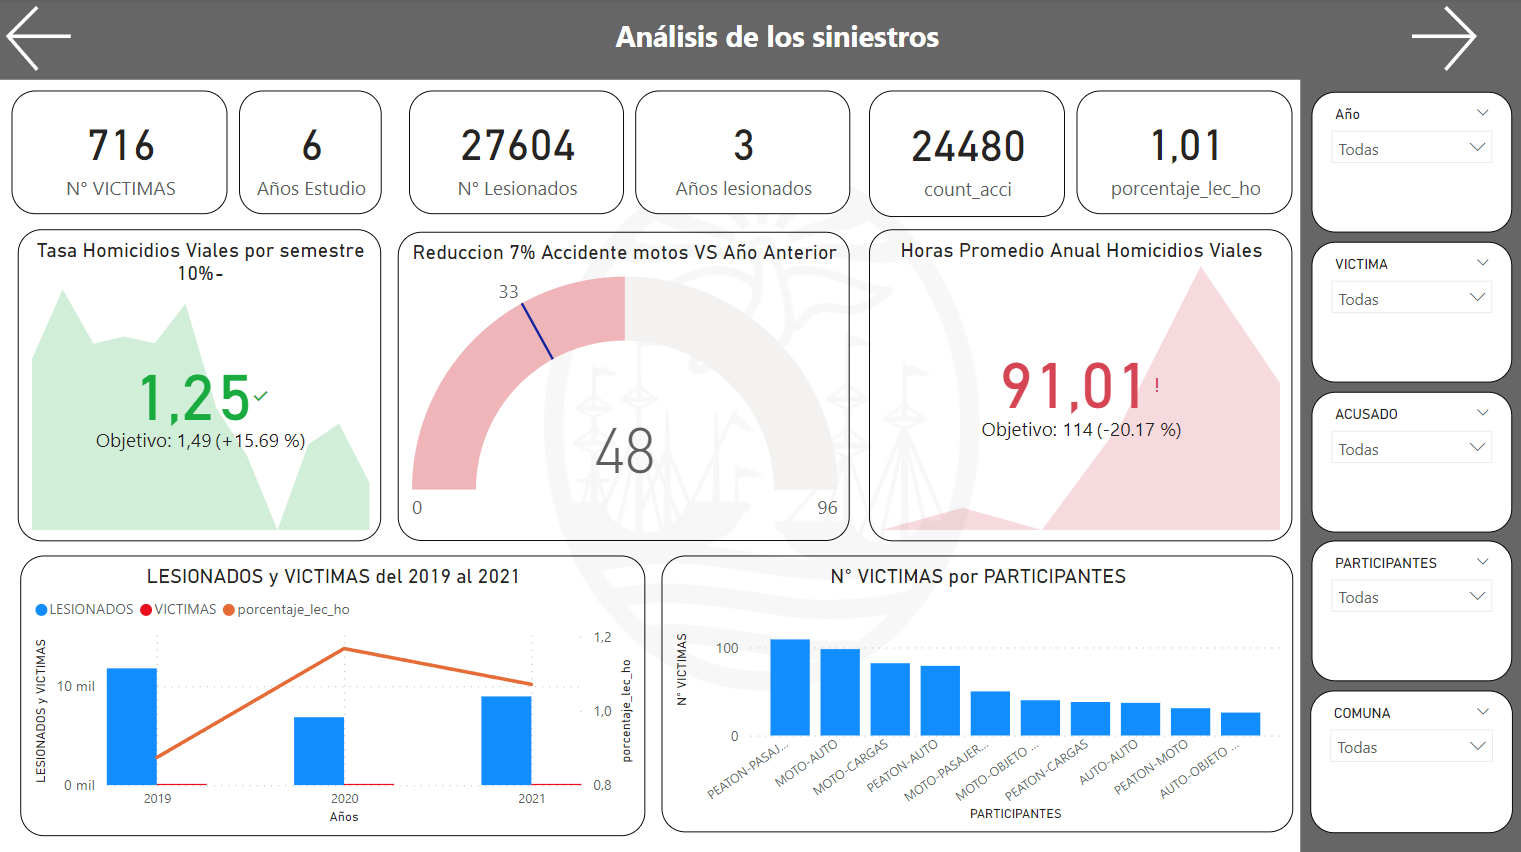 Análisis de los siniestros
716
N° VICTIMAS
6
Años Estudio
27604
N° Lesionados
3
Años lesionados
24480
count_acci
1,01
porcentaje_lec_ho
Tasa Homicidios Viales por semestre
10%-
1,25
Objetivo: 1,49 (+15.69 %)
Reduccion 7% Accidente motos VS Año Anterior
33
48
0
96
Horas Promedio Anual Homicidios Viales
91,01!
Objetivo: 114 (-20.17 %)
LESIONADOS y VICTIMAS del 2019 al 2021
LESIONADOS VICTIMAS porcentaje_lec_ho
LESIONADOS y VICTIMAS
10 mil
0 mil
1,2
1,0
0,8
porcentaje_lec_ho
2019
2020
2021
Años
N° VICTIMAS por PARTICIPANTES
N° VICTIMAS
100
0
PEATON-PASAJ...
MOTO-AUTO
MOTO-CARGAS
PEATON-AUTO
MOTO-PASAJER...
MOTO-OBJETO ...
PEATON-CARGAS
AUTO-AUTO
PEATON-MOTO
AUTO-OBJETO ...
PARTICIPANTES
Año
Todas
VICTIMA
Todas
ACUSADO
Todas
PARTICIPANTES
Todas
COMUNA
Todas